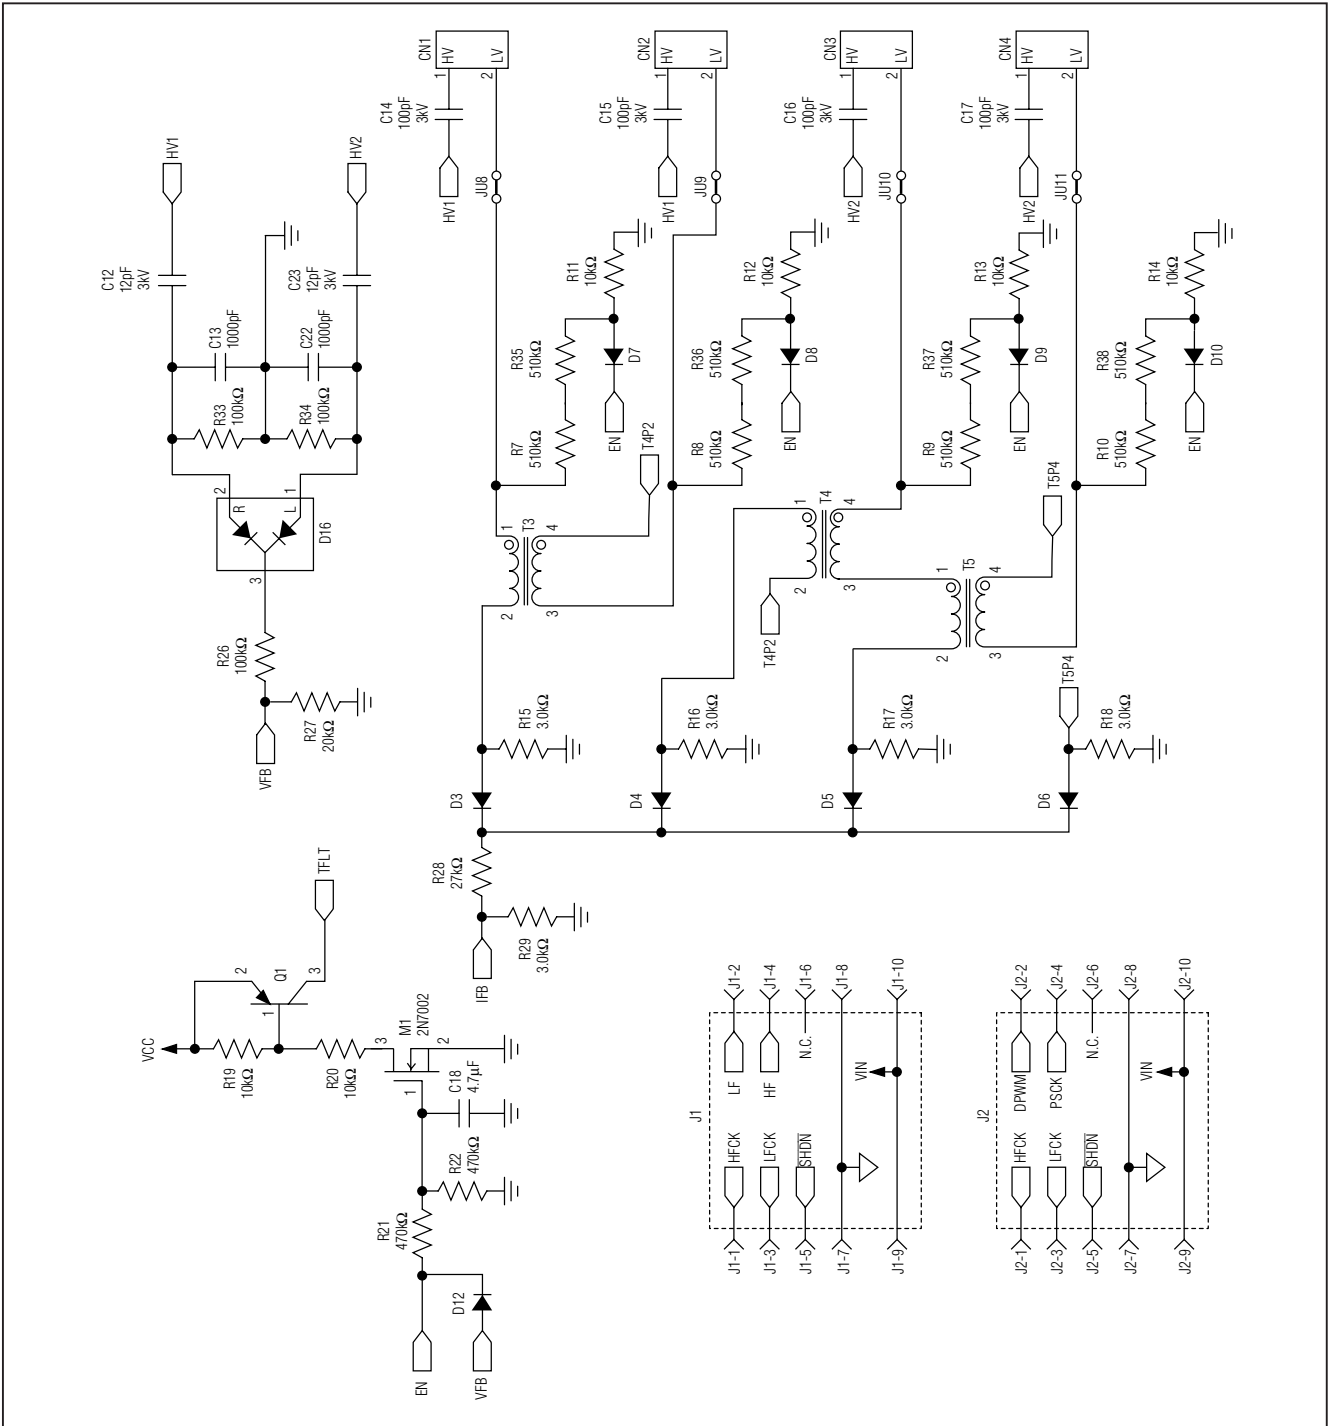 CN1
HV
LV
1
2
C14
100pF
3kV
HV1
JU8
CN2
HV
LV
1
2
C15
100pF
3kV
HV1
JU9
CN3
HV
LV
1
2
C16
100pF
3kV
HV2
JU10
CN4
HV
LV
1
2
C17
100pF
3kV
HV2
JU11
HV1
HV2
C12
12pF
3kV
C23
12pF
3kV
C13
1000pF
C22
1000pF
R33
100kΩ
R34
100kΩ
2
R
1
L
D16
3
R26
100kΩ
R27
20kΩ
VFB
R11
10kΩ
R35
510kΩ
R7
510kΩ
D7
EN
T4P2
R12
10kΩ
R36
510kΩ
R8
510kΩ
D8
EN
R13
10kΩ
R37
510kΩ
R9
510kΩ
D9
EN
T5P4
R14
10kΩ
R38
510kΩ
R10
510kΩ
D10
EN
1
T3
4
2
3
1
T4
4
2
3
T4P2
1
T5
4
2
3
T5P4
R15
3.0kΩ
R16
3.0kΩ
R17
3.0kΩ
R18
3.0kΩ
D3
D4
D5
D6
R28
27kΩ
R29
3.0kΩ
IFB
TFLT
VCC
2
Q1
3
1
R19
10kΩ
R20
10kΩ
3
M1
2N7002
2
1
C18
4.7µF
R22
470kΩ
R21
470kΩ
D12
EN
VFB
J1
J1-2
J1-4
J1-6
J1-8
J1-10
LF
HF
N.C.
VIN
HFCK
LFCK
SHDN
J1-1
J1-3
J1-5
J1-7
J1-9
J2
J2-2
J2-4
J2-6
J2-8
J2-10
DPWM
PSCK
N.C.
VIN
HFCK
LFCK
SHDN
J2-1
J2-3
J2-5
J2-7
J2-9